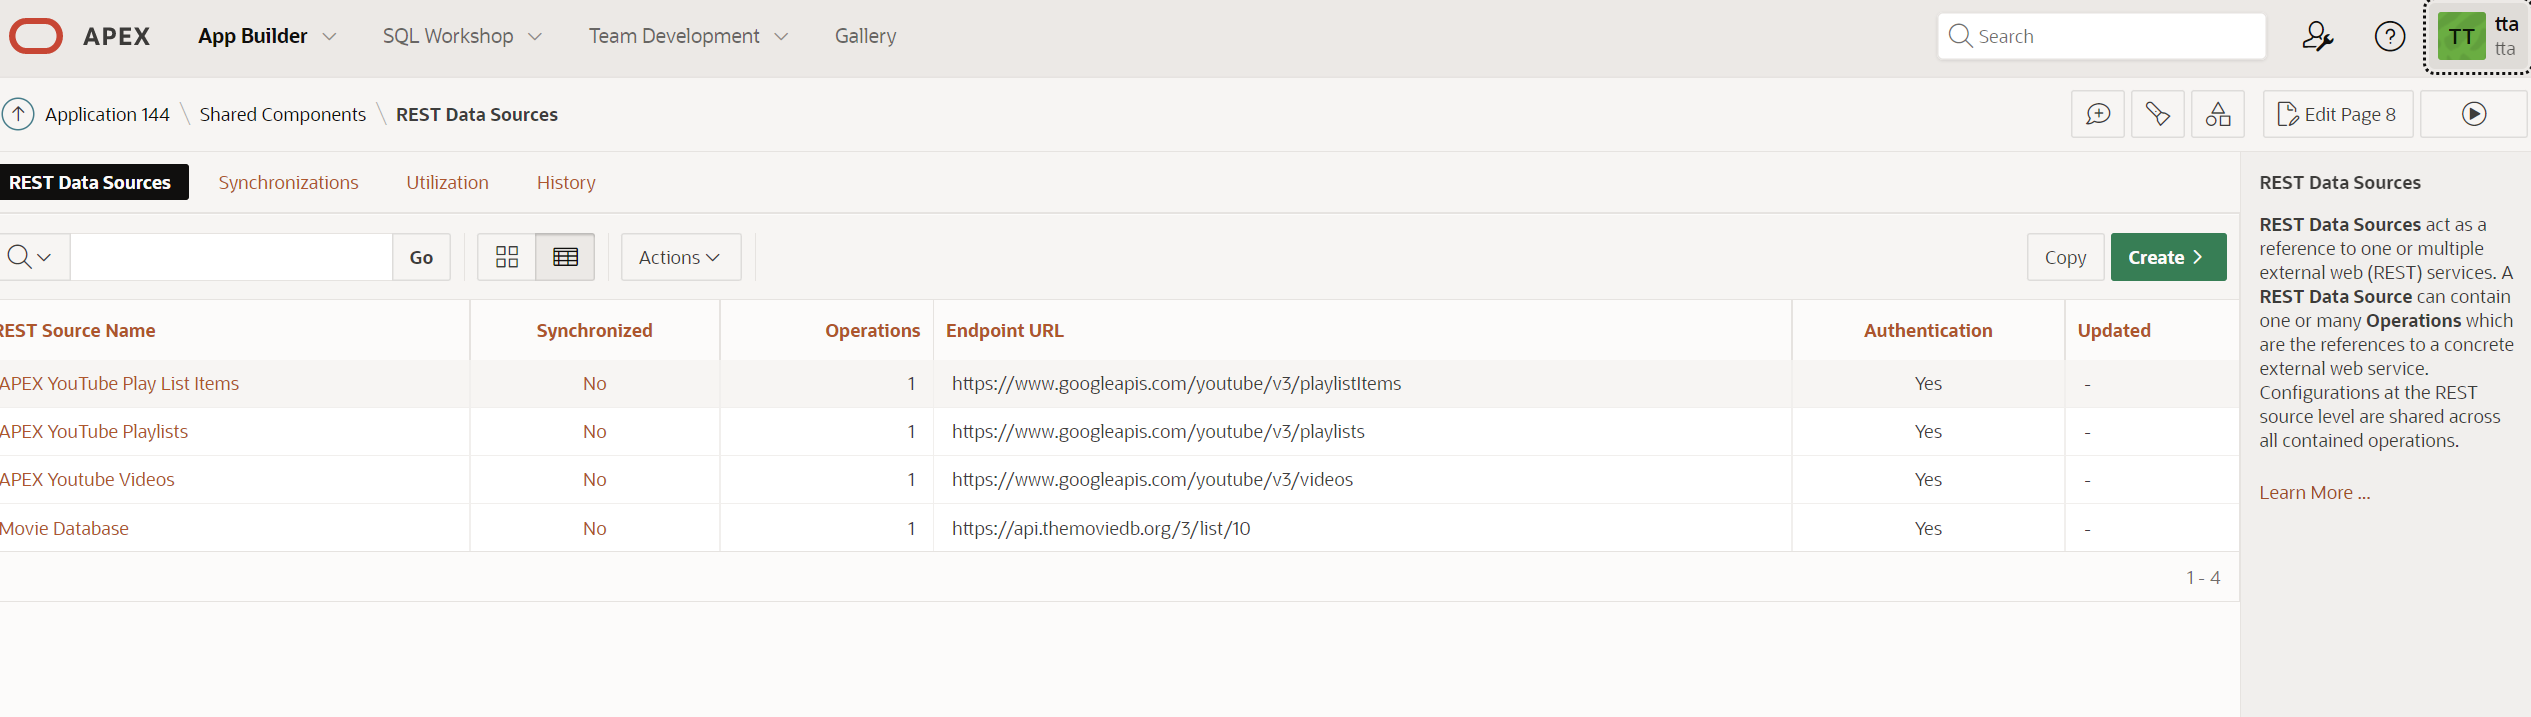 APEX App Builder SQL Workshop Team Development Gallery Search TT tta
tta
Application 144 \ Shared Components \ REST Data Sources Edit Page 8
REST Data Sources Synchronizations Utilization History
Go Actions Copy Create
REST Source Name Synchronized Operations Endpoint URL Authentication Updated
APEX YouTube Play List Items No 1 https://www.googleapis.com/youtube/v3/playlistItems Yes -
APEX YouTube Playlists No 1 https://www.googleapis.com/youtube/v3/playlists Yes -
APEX Youtube Videos No 1 https://www.googleapis.com/youtube/v3/videos Yes -
Movie Database No 1 https://api.themoviedb.org/3/list/10 Yes -
1 - 4
REST Data Sources
REST Data Sources act as a
reference to one or multiple
external web (REST) services. A
REST Data Source can contain
one or many Operations which
are the references to a concrete
external web service.
Configurations at the REST
source level are shared across
all contained operations.
Learn More ...